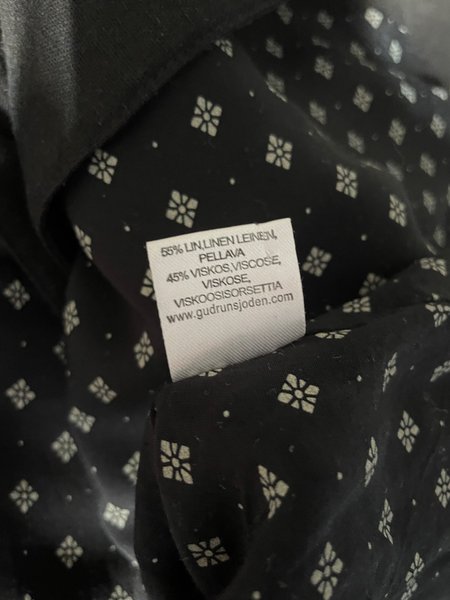 55% LIN,LINEN LEINEN,
PELLAVA
45% VISKOS,VISCOSE,
VISKOSE,
VISKOOSISORSETTIA
www.gudrunsjoden.com